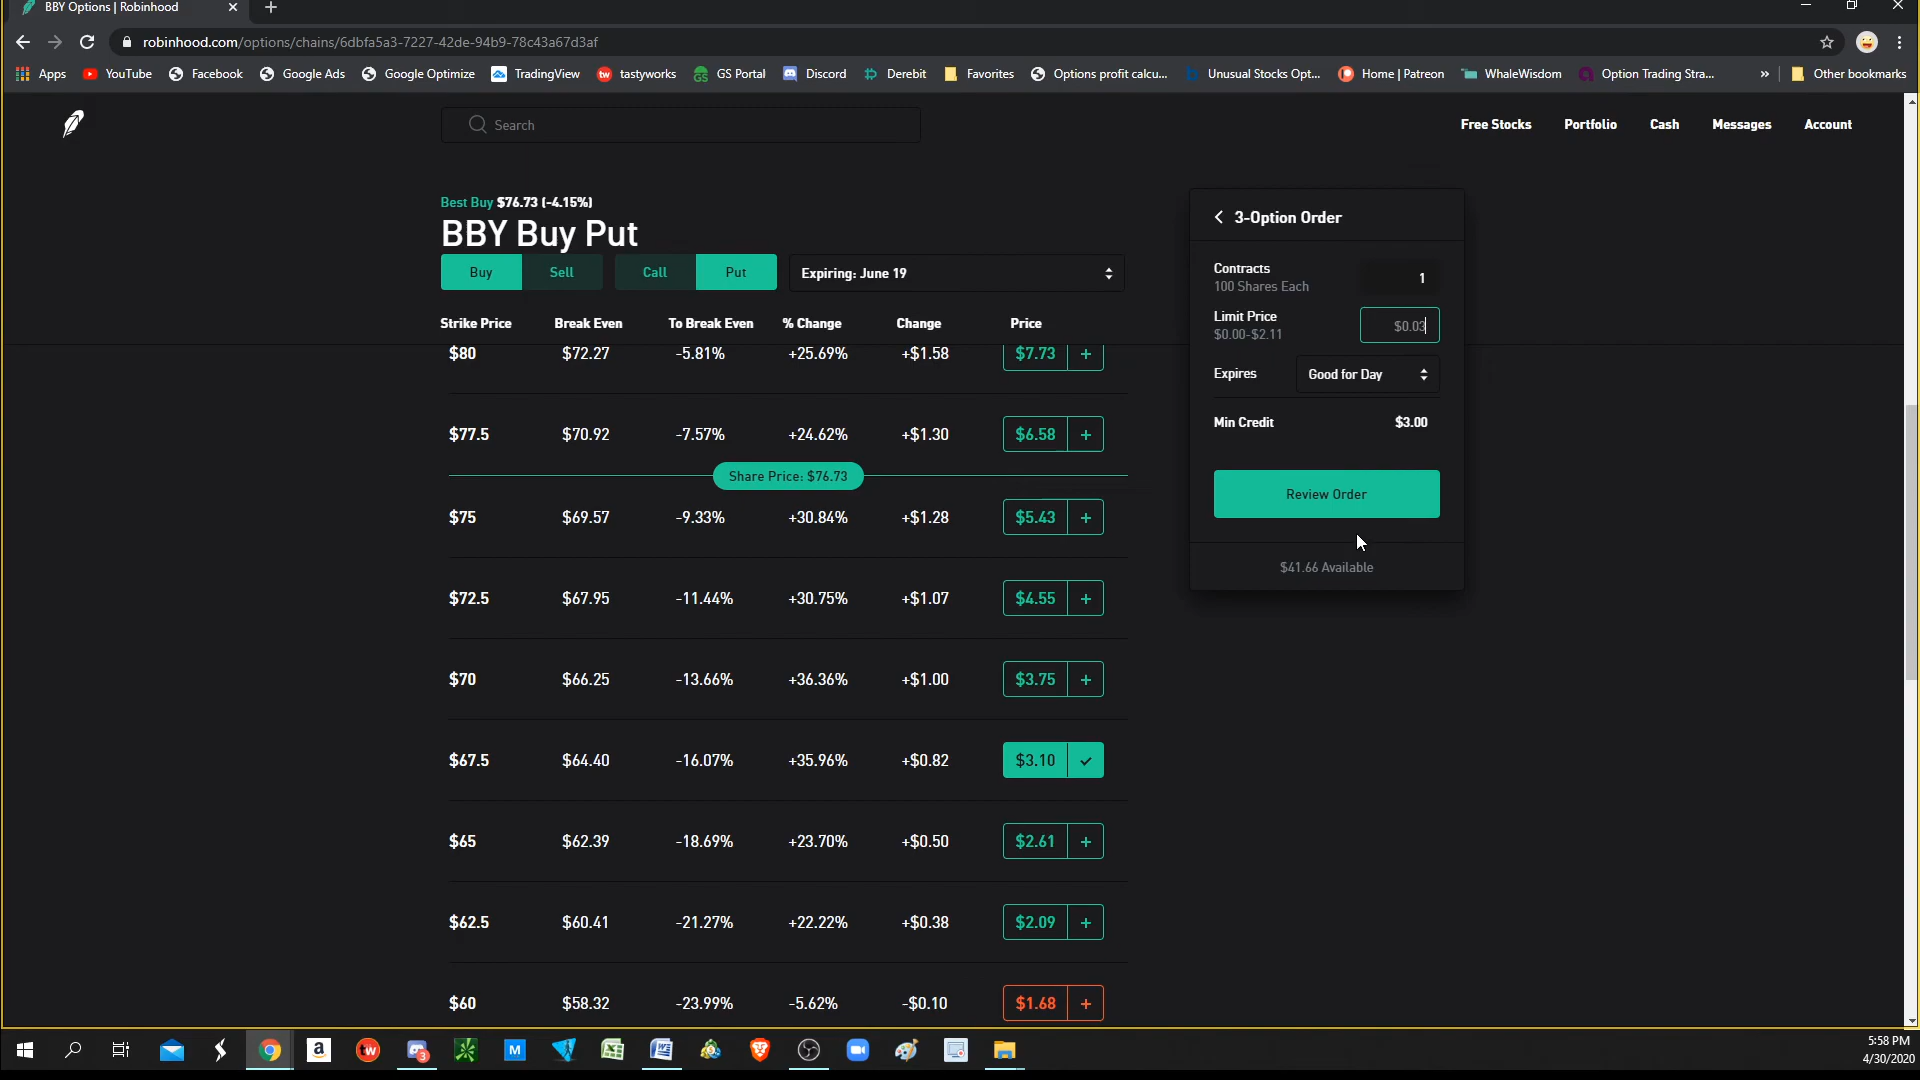 BBY Options | Robinhood
robinhood.com/options/chains/6dbfa5a3-7227-42de-94b9-78c43a67d3af
Apps YouTube Facebook Google Ads Google Optimize TradingView tw tastyworks GS GS Portal Discord Derebit Favorites Options profit calcu... Unusual Stocks Opt... Home | Patreon WhaleWisdom Option Trading Stra... » Other bookmarks
Search
Free Stocks Portfolio Cash Messages Account
Best Buy $76.73 (-4.15%)
BBY Buy Put
Buy Sell Call Put Expiring: June 19
Strike Price Break Even To Break Even % Change Change Price
$80 $72.27 -5.81% +25.69% +$1.58 $7.73 +
$77.5 $70.92 -7.57% +24.62% +$1.30 $6.58 +
Share Price: $76.73
$75 $69.57 -9.33% +30.84% +$1.28 $5.43 +
$72.5 $67.95 -11.44% +30.75% +$1.07 $4.55 +
$70 $66.25 -13.66% +36.36% +$1.00 $3.75 +
$67.5 $64.40 -16.07% +35.96% +$0.82 $3.10
$65 $62.39 -18.69% +23.70% +$0.50 $2.61 +
$62.5 $60.41 -21.27% +22.22% +$0.38 $2.09 +
$60 $58.32 -23.99% -5.62% -$0.10 $1.68 +
3-Option Order
Contracts 1
100 Shares Each
Limit Price $0.03
$0.00-$2.11
Expires Good for Day
Min Credit $3.00
Review Order
$41.66 Available
5:58 PM
4/30/2020